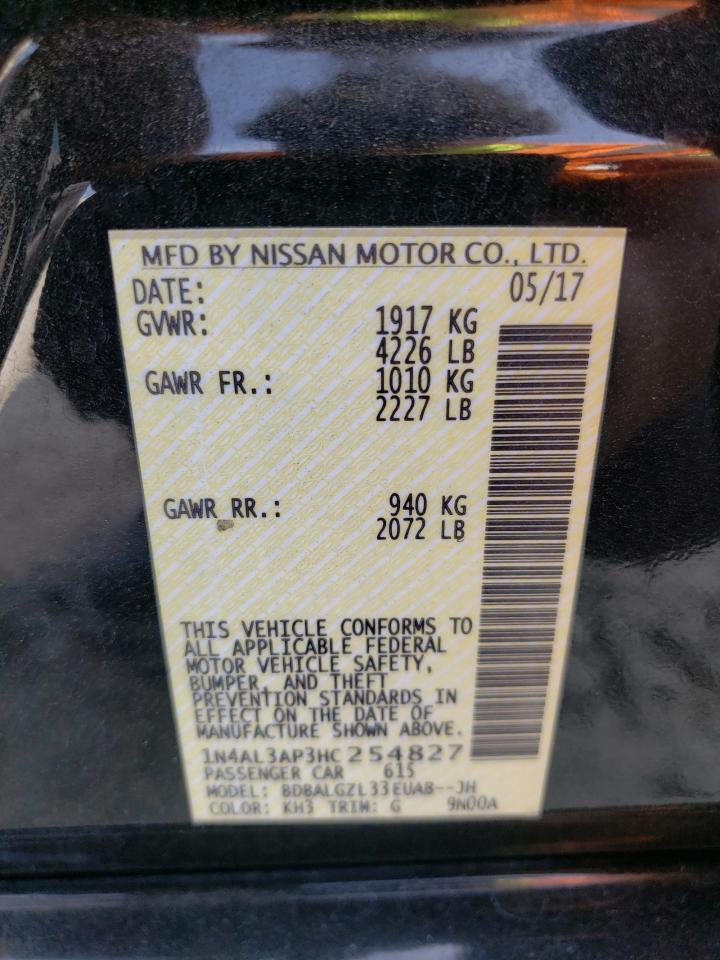 MFD BY NISSAN MOTOR CO., LTD.
DATE: 05/17
GVWR: 1917 KG
4226 LB
GAWR FR.: 1010 KG
2227 LB
GAWR RR.: 940 KG
2072 LB
THIS VEHICLE CONFORMS TO
ALL APPLICABLE FEDERAL
MOTOR VEHICLE SAFETY,
BUMPER, AND THEFT
PREVENTION STANDARDS IN
EFFECT ON THE DATE OF
MANUFACTURE SHOWN ABOVE.
1N4AL3AP3HC254827
PASSENGER CAR 615
MODEL: BDBALGZL33EUAB--JH
COLOR: KH3 TRIM: G 9N00A